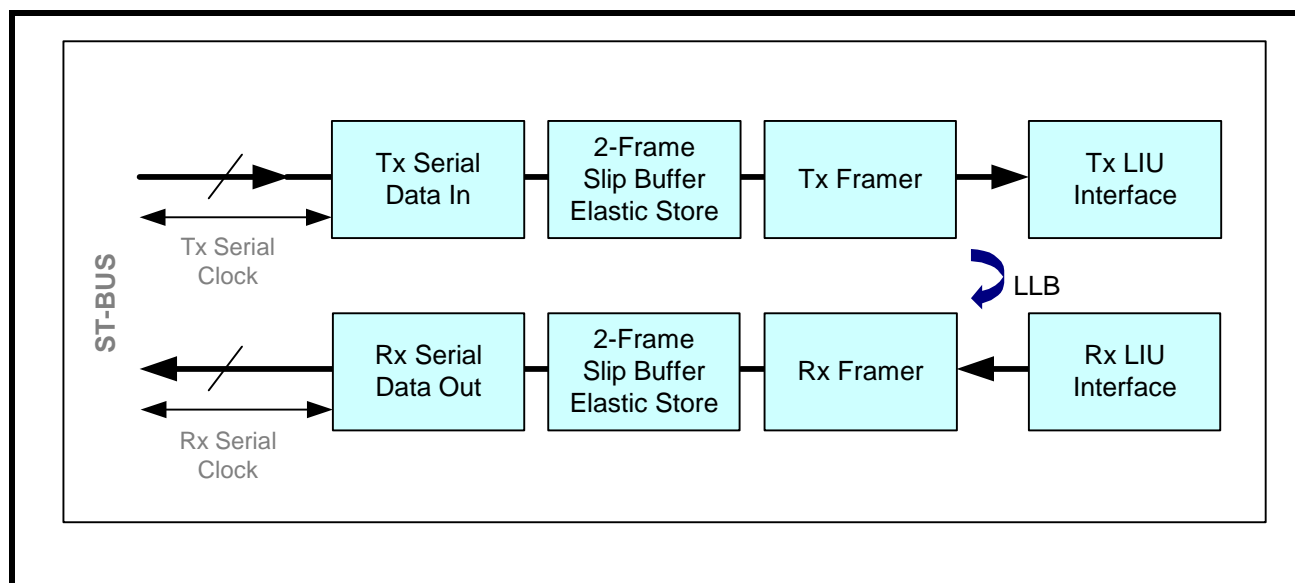 Tx Serial
Data In
2-Frame
Slip Buffer
Elastic Store
Tx Framer
Tx LIU
Interface
Tx Serial
Clock
ST-BUS
LLB
Rx Serial
Data Out
2-Frame
Slip Buffer
Elastic Store
Rx Framer
Rx LIU
Interface
Rx Serial
Clock